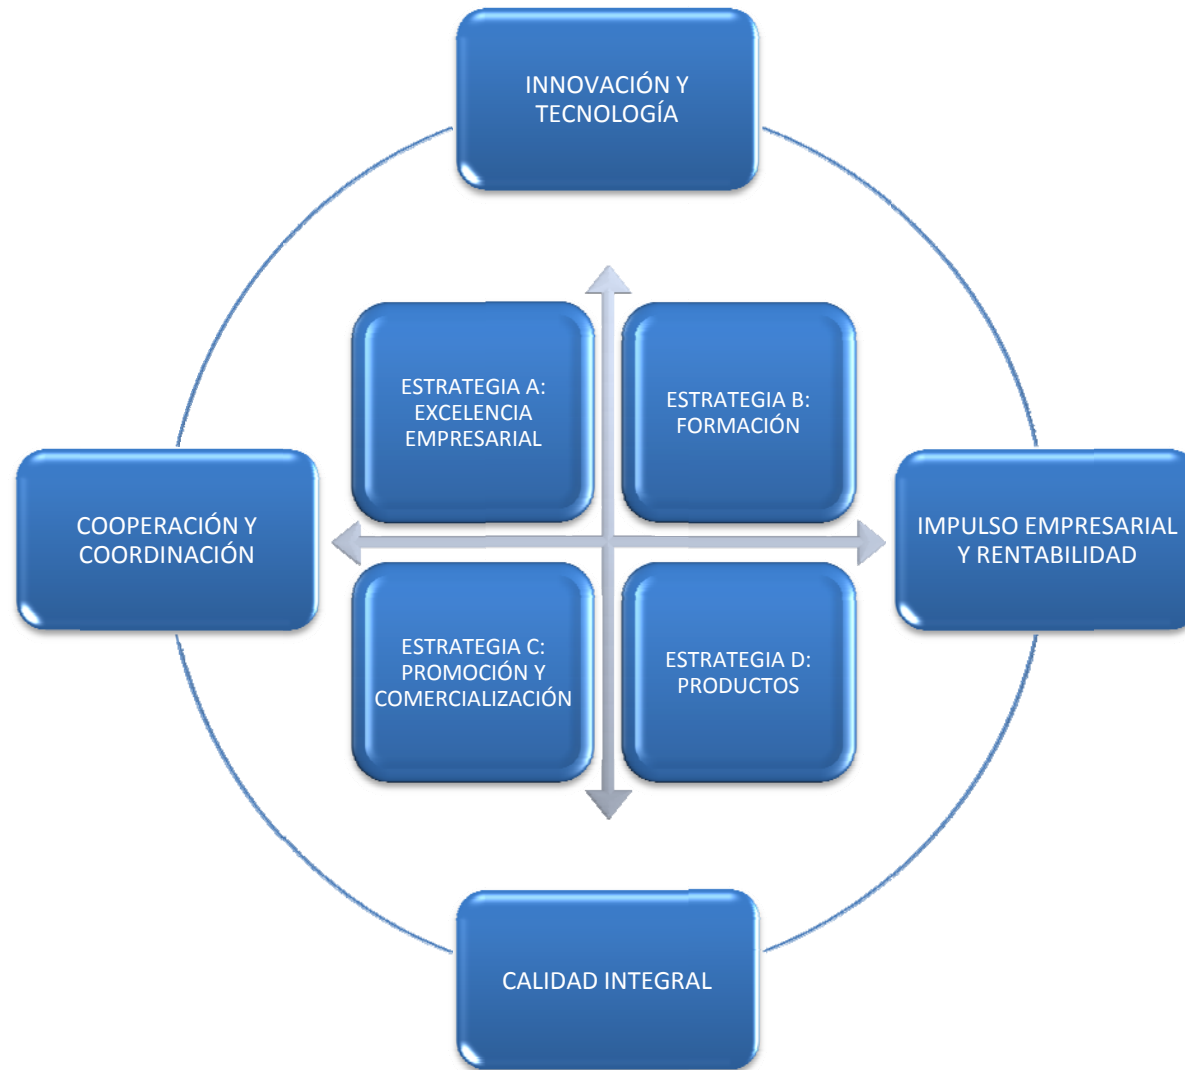 INNOVACIÓN Y
TECNOLOGÍA
ESTRATEGIA A:
EXCELENCIA
EMPRESARIAL
ESTRATEGIA B:
FORMACIÓN
COOPERACIÓN Y
COORDINACIÓN
IMPULSO EMPRESARIAL
Y RENTABILIDAD
ESTRATEGIA C:
PROMOCIÓN Y
COMERCIALIZACIÓN
ESTRATEGIA D:
PRODUCTOS
CALIDAD INTEGRAL